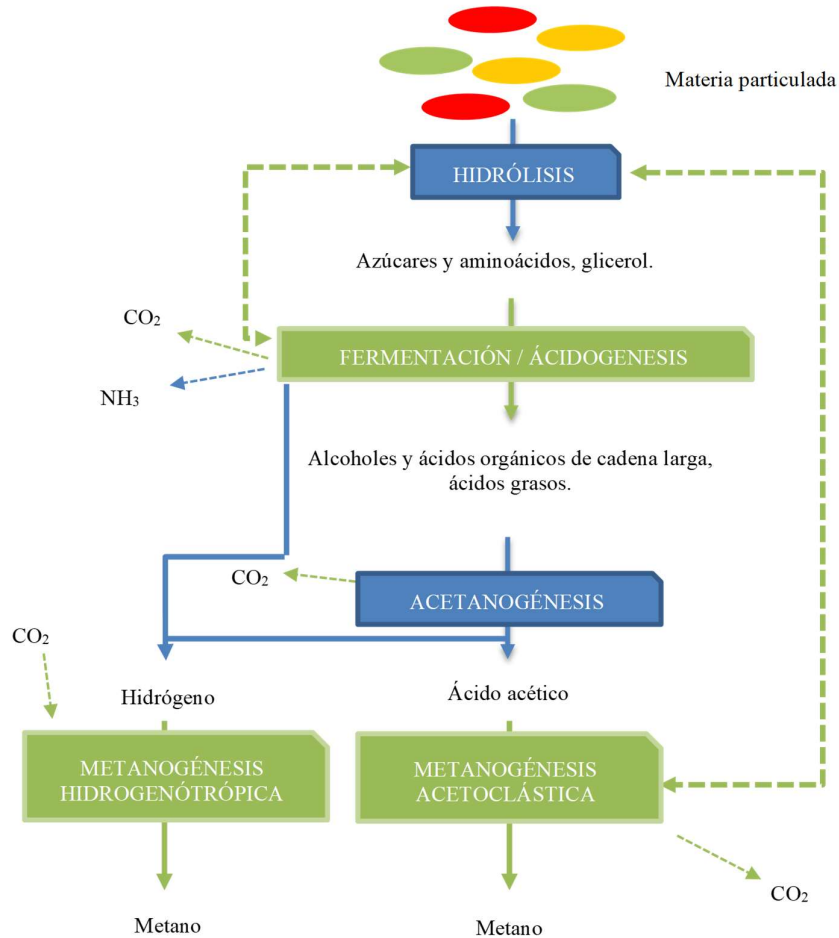 Materia particulada
HIDRÓLISIS
Azúcares y aminoácidos, glicerol.
CO₂
FERMENTACIÓN / ÁCIDOGENESIS
NH₃
Alcoholes y ácidos orgánicos de cadena larga,
ácidos grasos.
CO₂
ACETANOGÉNESIS
CO₂
Hidrógeno
Ácido acético
METANOGÉNESIS
HIDROGENÓTRÓPICA
METANOGÉNESIS
ACETOCLÁSTICA
CO₂
Metano
Metano